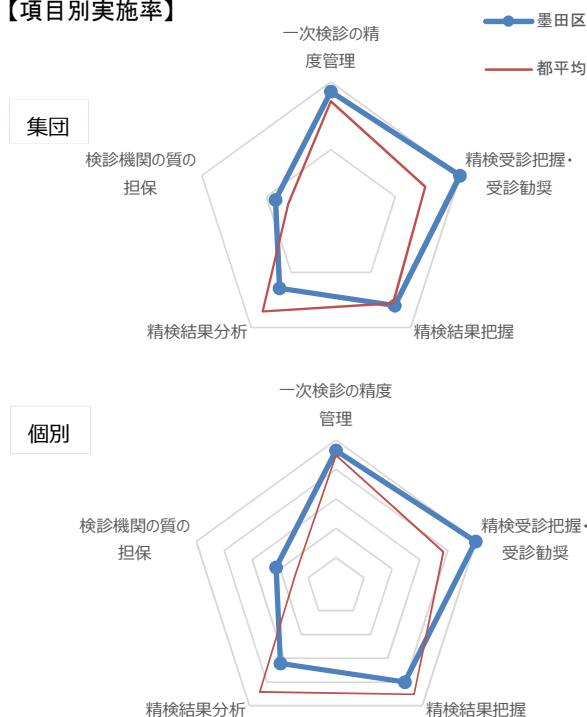 【項目別実施率】
墨田区
都平均
集団
一次検診の精
度管理
精検受診把握・
受診勧奨
精検結果把握
精検結果分析
検診機関の質の
担保
個別
一次検診の精度
管理
精検受診把握・
受診勧奨
精検結果把握
精検結果分析
検診機関の質の
担保